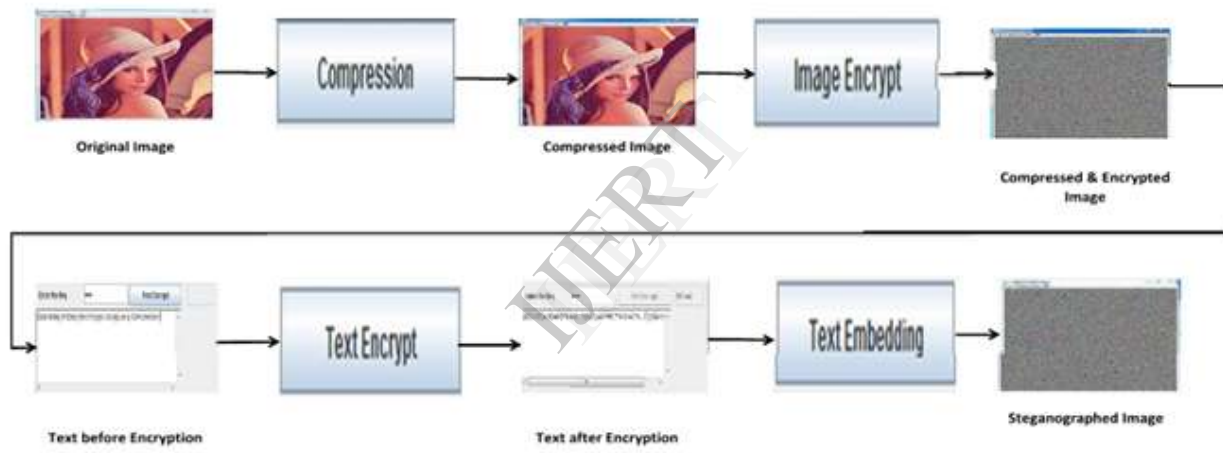 Compression
Image Encrypt
Original Image
Compressed Image
Compressed & Encrypted
Image
IJERT
Text Encrypt
Text Embedding
Text before Encryption
Text after Encryption
Steganographed Image